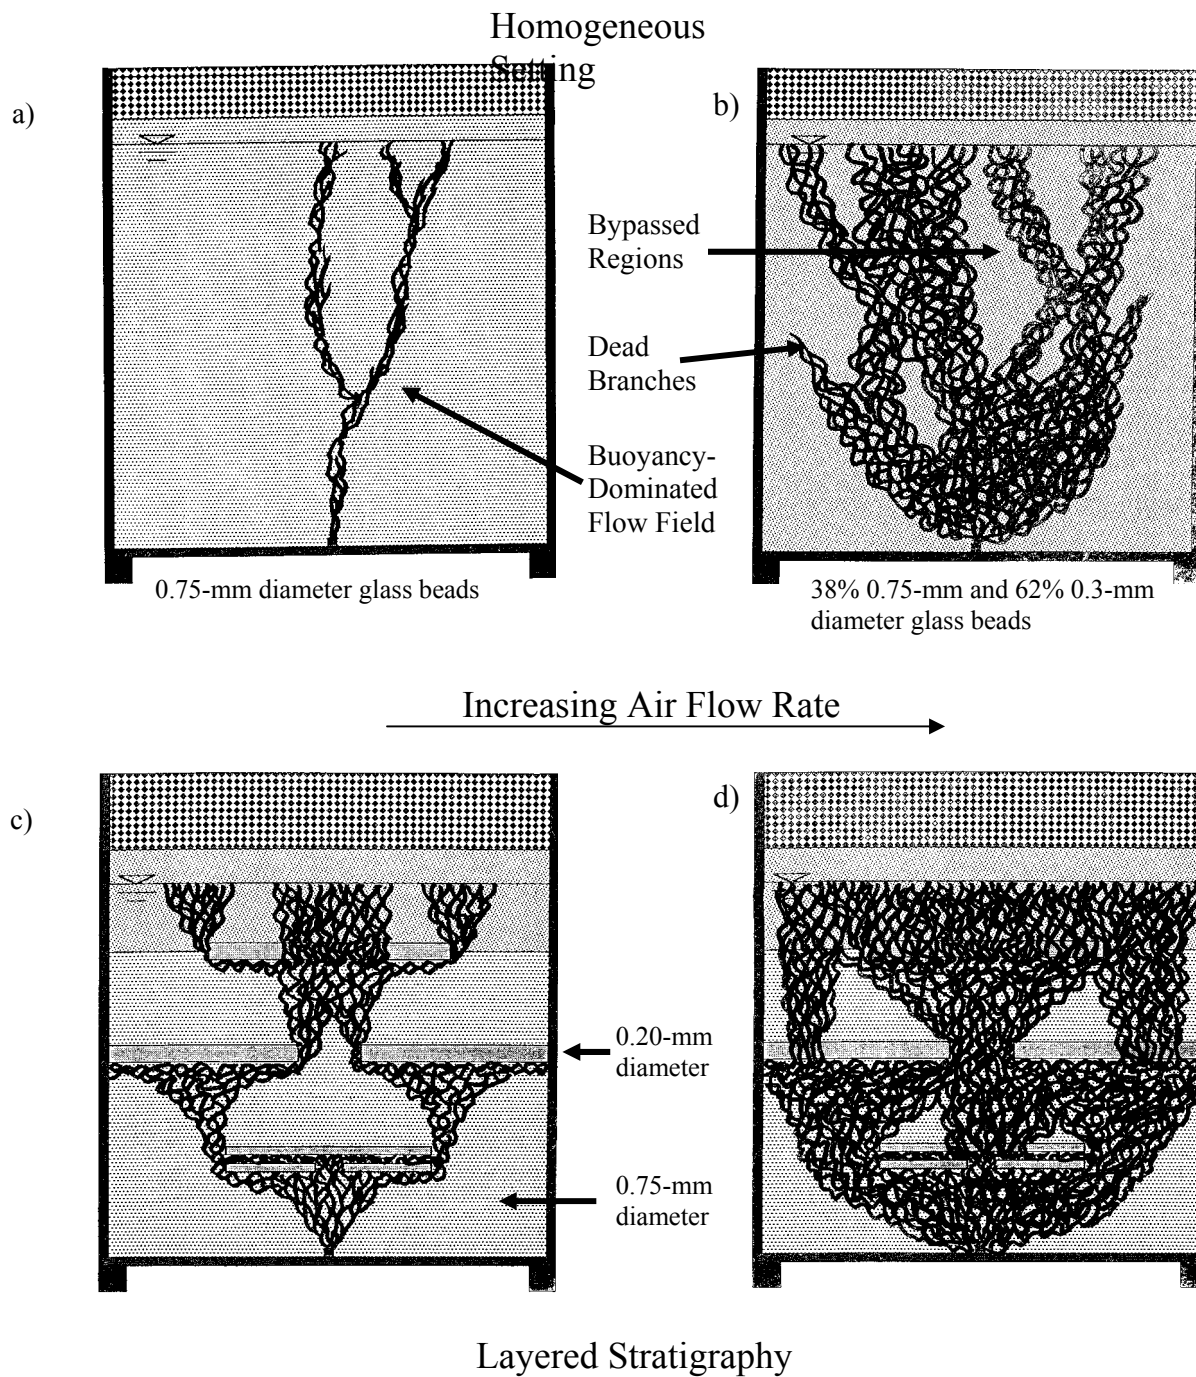 Homogeneous
Setting
a)
b)
Bypassed
Regions
Dead
Branches
Buoyancy-
Dominated
Flow Field
0.75-mm diameter glass beads
38% 0.75-mm and 62% 0.3-mm
diameter glass beads
Increasing Air Flow Rate
c)
d)
0.20-mm
diameter
0.75-mm
diameter
Layered Stratigraphy